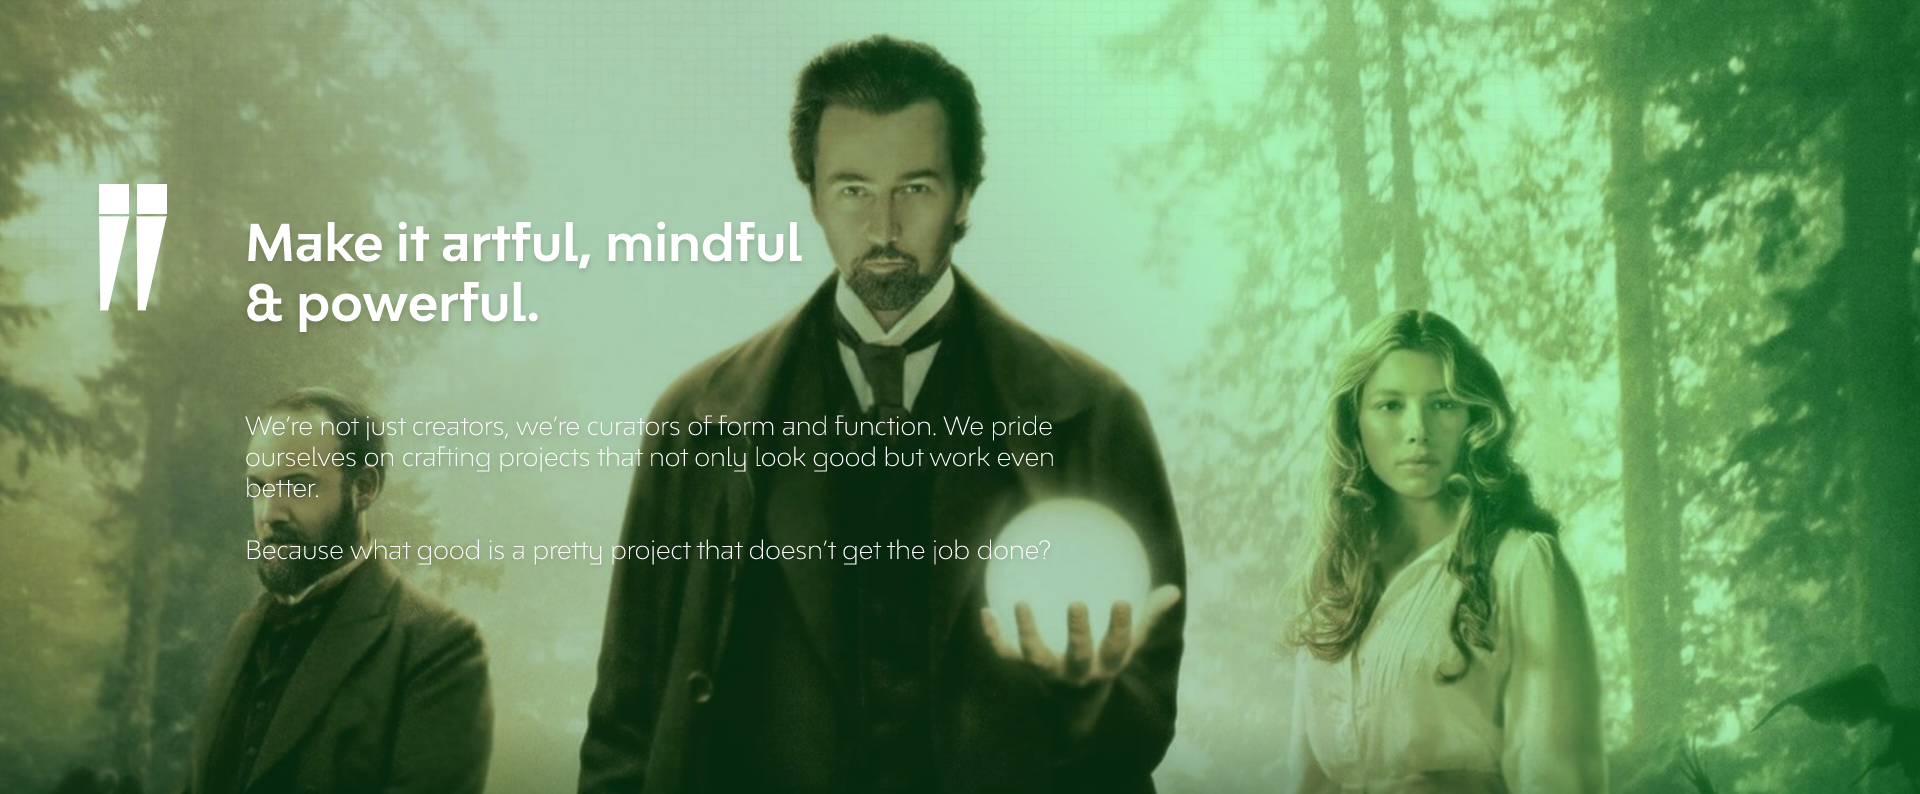 "
Make it artful, mindful
& powerful.
We’re not just creators, we’re curators of form and function. We pride
ourselves on crafting projects that not only look good but work even
better.
Because what good is a pretty project that doesn’t get the job done?